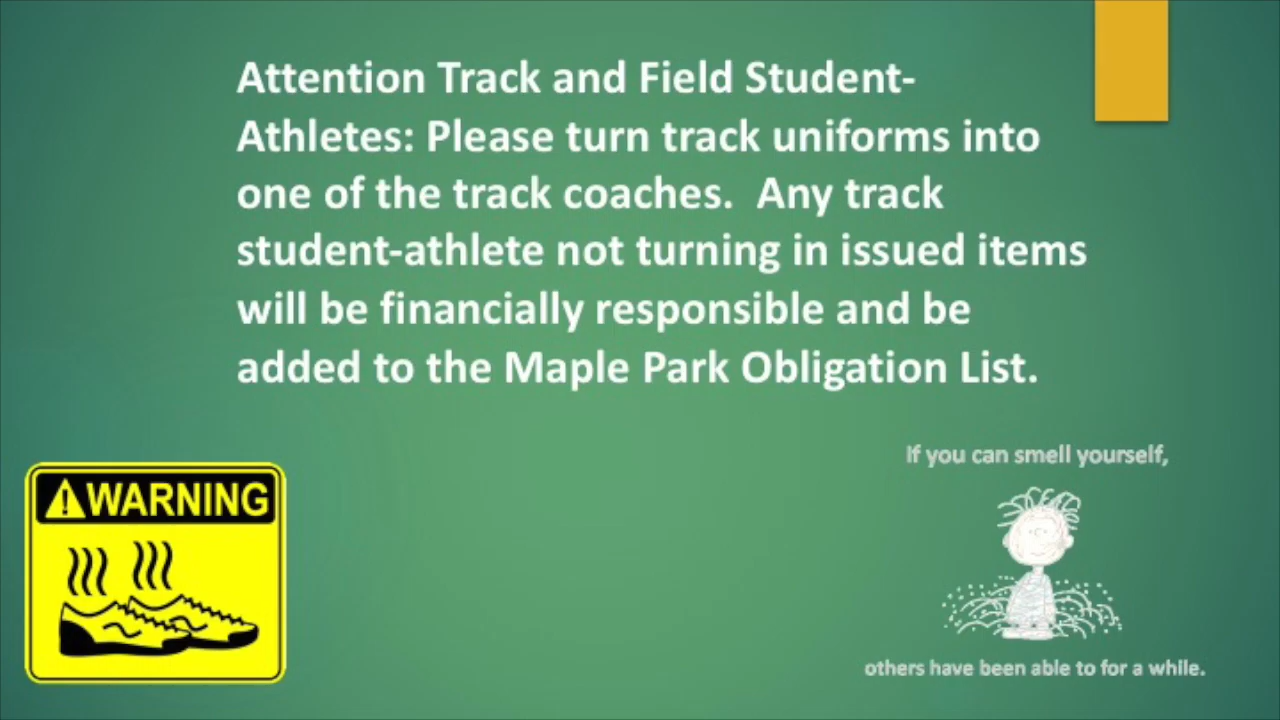 Attention Track and Field Student-
Athletes: Please turn track uniforms into
one of the track coaches.  Any track
student-athlete not turning in issued items
will be financially responsible and be
added to the Maple Park Obligation List.
If you can smell yourself,
WARNING
others have been able to for a while.